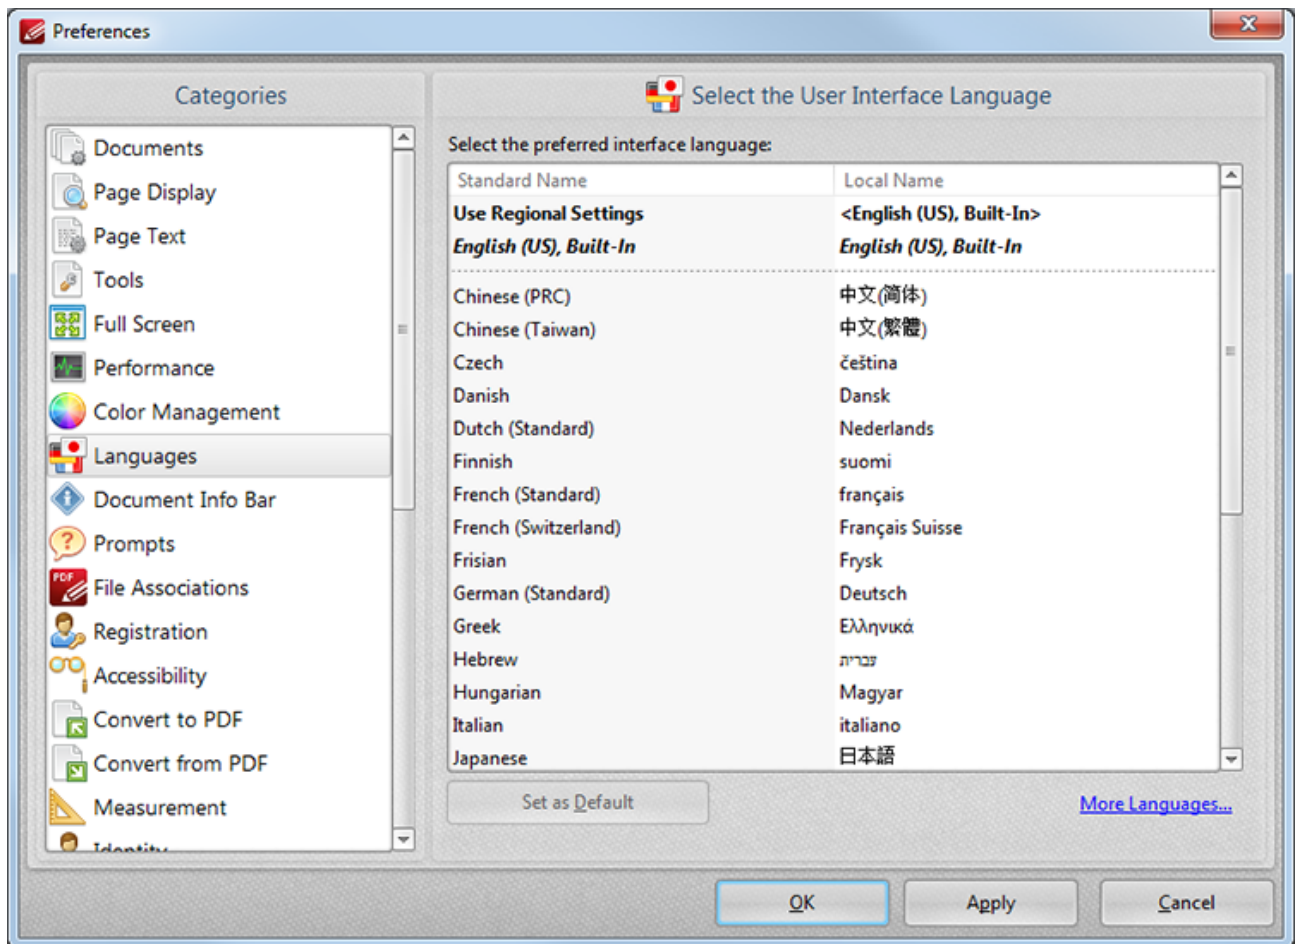 Preferences
Categories
Documents
Page Display
Page Text
Tools
Full Screen
Performance
Color Management
Languages
Document Info Bar
Prompts
PDF
File Associations
Registration
Accessibility
Convert to PDF
Convert from PDF
Measurement
Identity
Select the User Interface Language
Select the preferred interface language:
Standard Name Local Name
Use Regional Settings <English (US), Built-In>
English (US), Built-In English (US), Built-In
Chinese (PRC) 中文(简体)
Chinese (Taiwan) 中文(繁體)
Czech čeština
Danish Dansk
Dutch (Standard) Nederlands
Finnish suomi
French (Standard) français
French (Switzerland) Français Suisse
Frisian Frysk
German (Standard) Deutsch
Greek Ελληνικά
Hebrew עברית
Hungarian Magyar
Italian italiano
Japanese 日本語
Set as Default
More Languages...
OK
Apply
Cancel